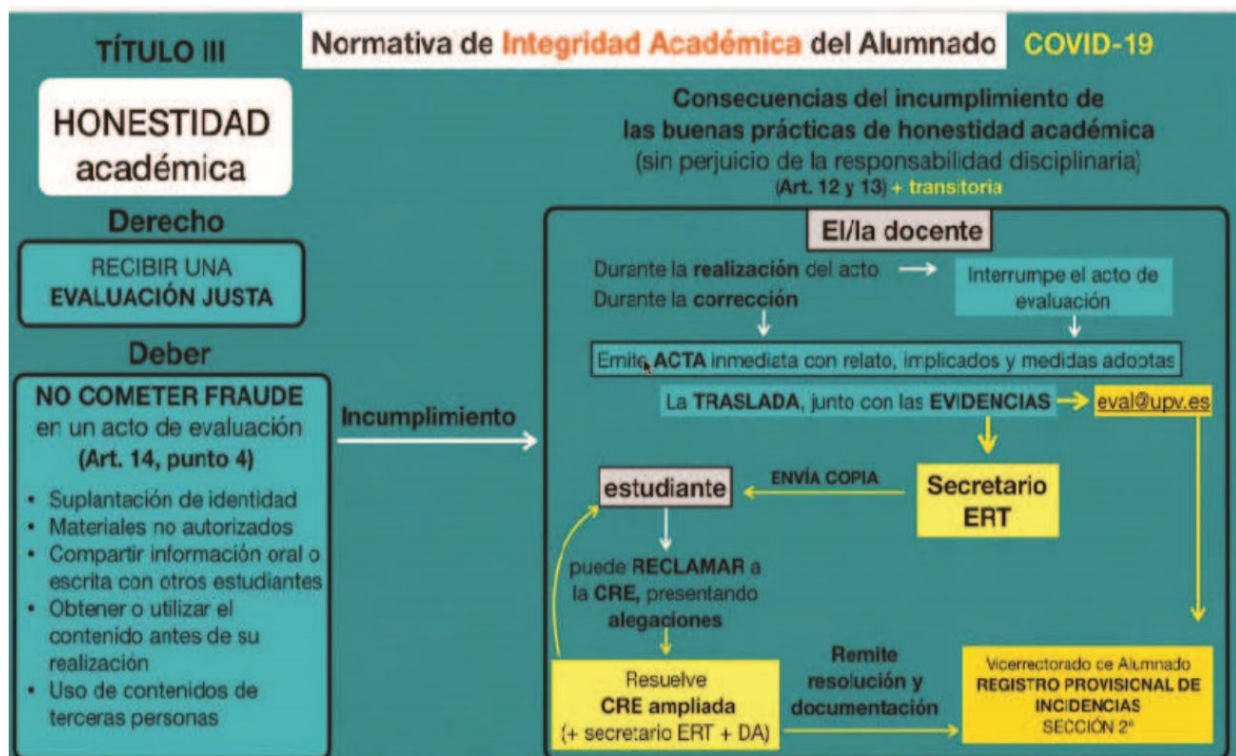 TÍTULO III
Normativa de Integridad Académica del Alumnado COVID-19
HONESTIDAD
académica
Derecho
RECIBIR UNA
EVALUACIÓN JUSTA
Deber
NO COMETER FRAUDE
en un acto de evaluación
(Art. 14, punto 4)
• Suplantación de identidad
• Materiales no autorizados
• Compartir información oral o
escrita con otros estudiantes
• Obtener o utilizar el
contenido antes de su
realización
• Uso de contenidos de
terceras personas
Incumplimiento
Consecuencias del incumplimiento de
las buenas prácticas de honestidad académica
(sin perjuicio de la responsabilidad disciplinaria)
(Art. 12 y 13) + transitoria
El/la docente
Durante la realización del acto
Durante la corrección
Interrumpe el acto de
evaluación
Emite ACTA inmediata con relato, implicados y medidas adoptas
La TRASLADA, junto con las EVIDENCIAS
eval@upv.es
Secretario
ERT
ENVÍA COPIA
estudiante
puede RECLAMAR a
la CRE, presentando
alegaciones
Resuelve
CRE ampliada
(+ secretario ERT + DA)
Remite
resolución y
documentación
Vicerrectorado de Alumnado
REGISTRO PROVISIONAL DE
INCIDENCIAS
SECCIÓN 2ª